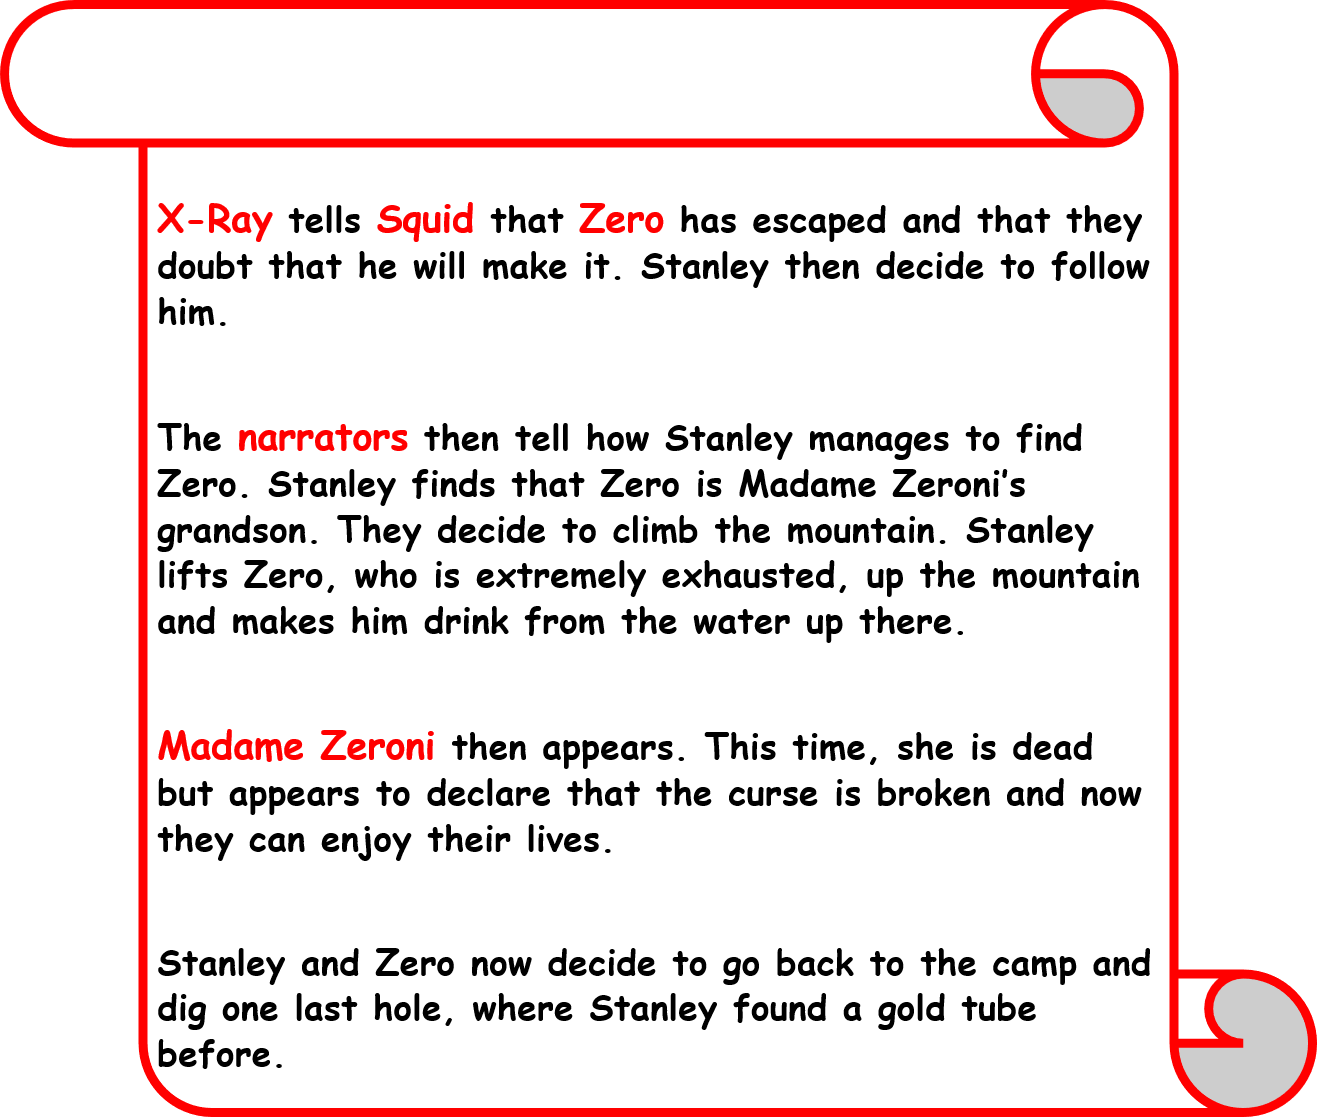 X-Ray tells Squid that Zero has escaped and that they
doubt that he will make it. Stanley then decide to follow
him.
The narrators then tell how Stanley manages to find
Zero. Stanley finds that Zero is Madame Zeroni’s
grandson. They decide to climb the mountain. Stanley
lifts Zero, who is extremely exhausted, up the mountain
and makes him drink from the water up there.
Madame Zeroni then appears. This time, she is dead
but appears to declare that the curse is broken and now
they can enjoy their lives.
Stanley and Zero now decide to go back to the camp and
dig one last hole, where Stanley found a gold tube
before.